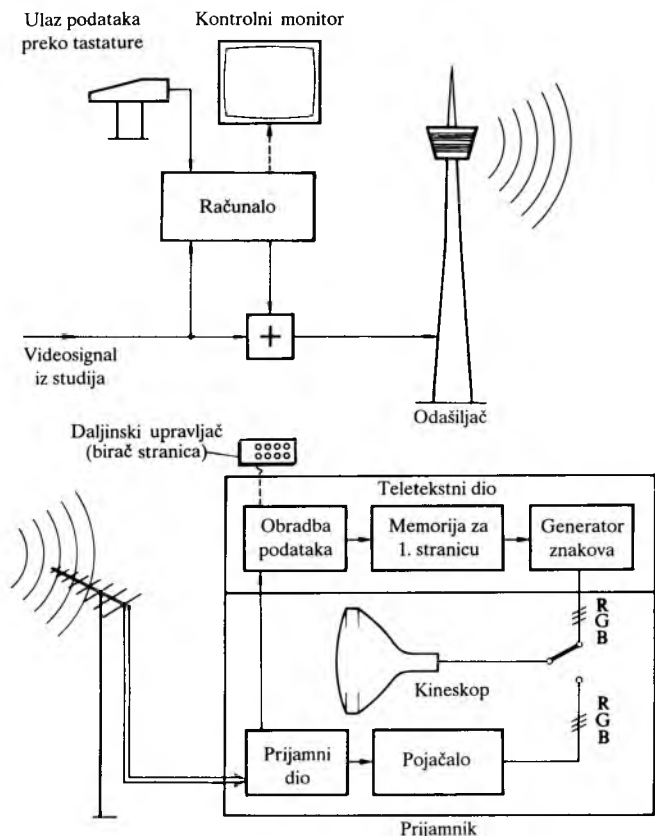 Ulaz podataka
preko tastature
Kontrolni monitor
Računalo
+
Videosignal
iz studija
Odašiljač
Daljinski upravljač
(birač stranica)
Teletekstni dio
Obradba
podataka
Memorija za
1. stranicu
Generator
znakova
R
G
B
Kineskop
R
G
B
Prijamni
dio
Pojačalo
Prijamnik